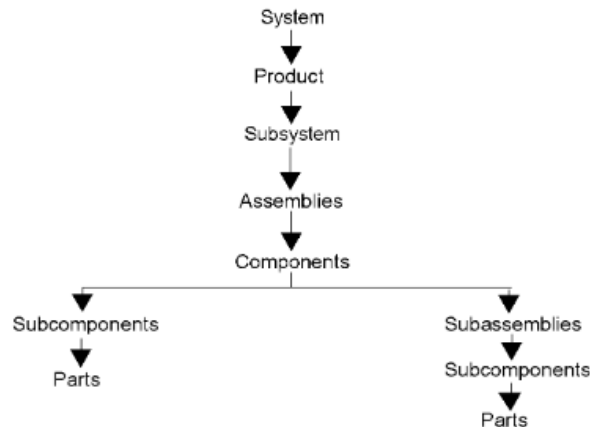 System
Product
Subsystem
Assemblies
Components
Subcomponents
Parts
Subassemblies
Subcomponents
Parts